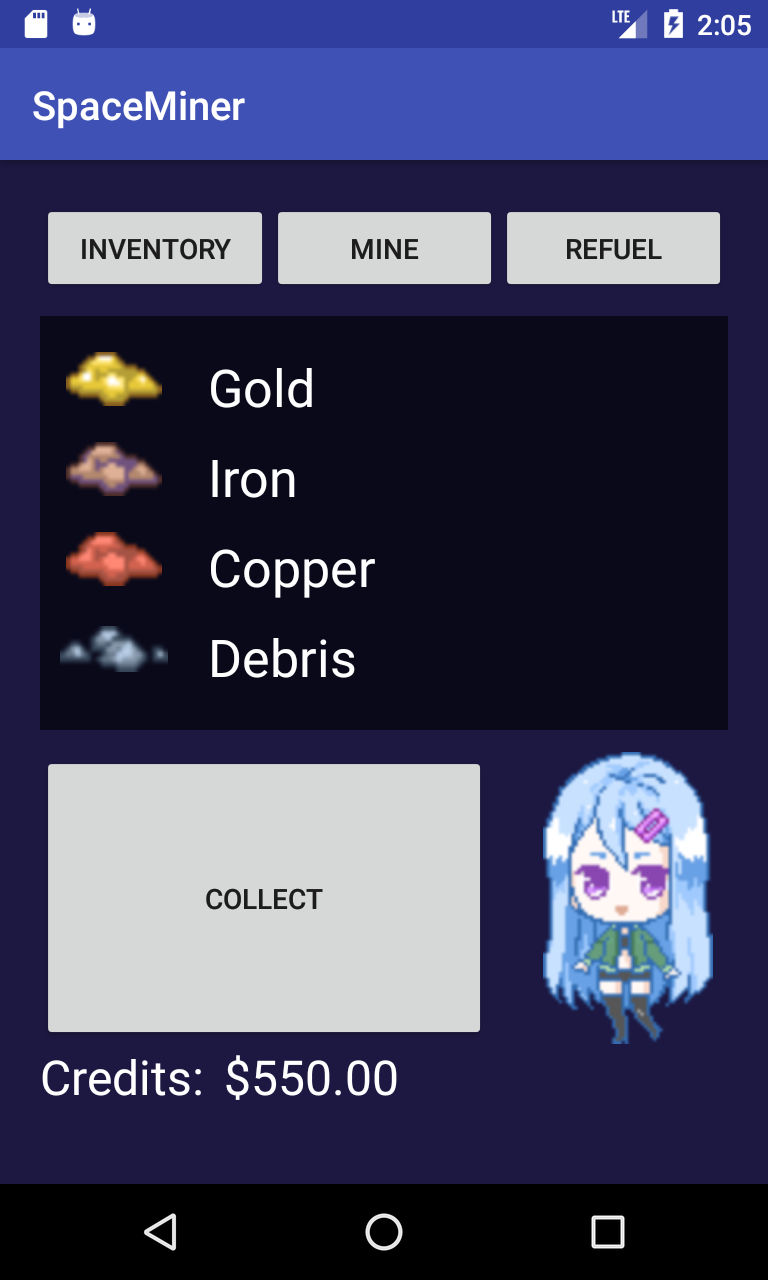 LTE 2:05
SpaceMiner
INVENTORY MINE REFUEL
Gold
Iron
Copper
Debris
COLLECT
Credits: $550.00